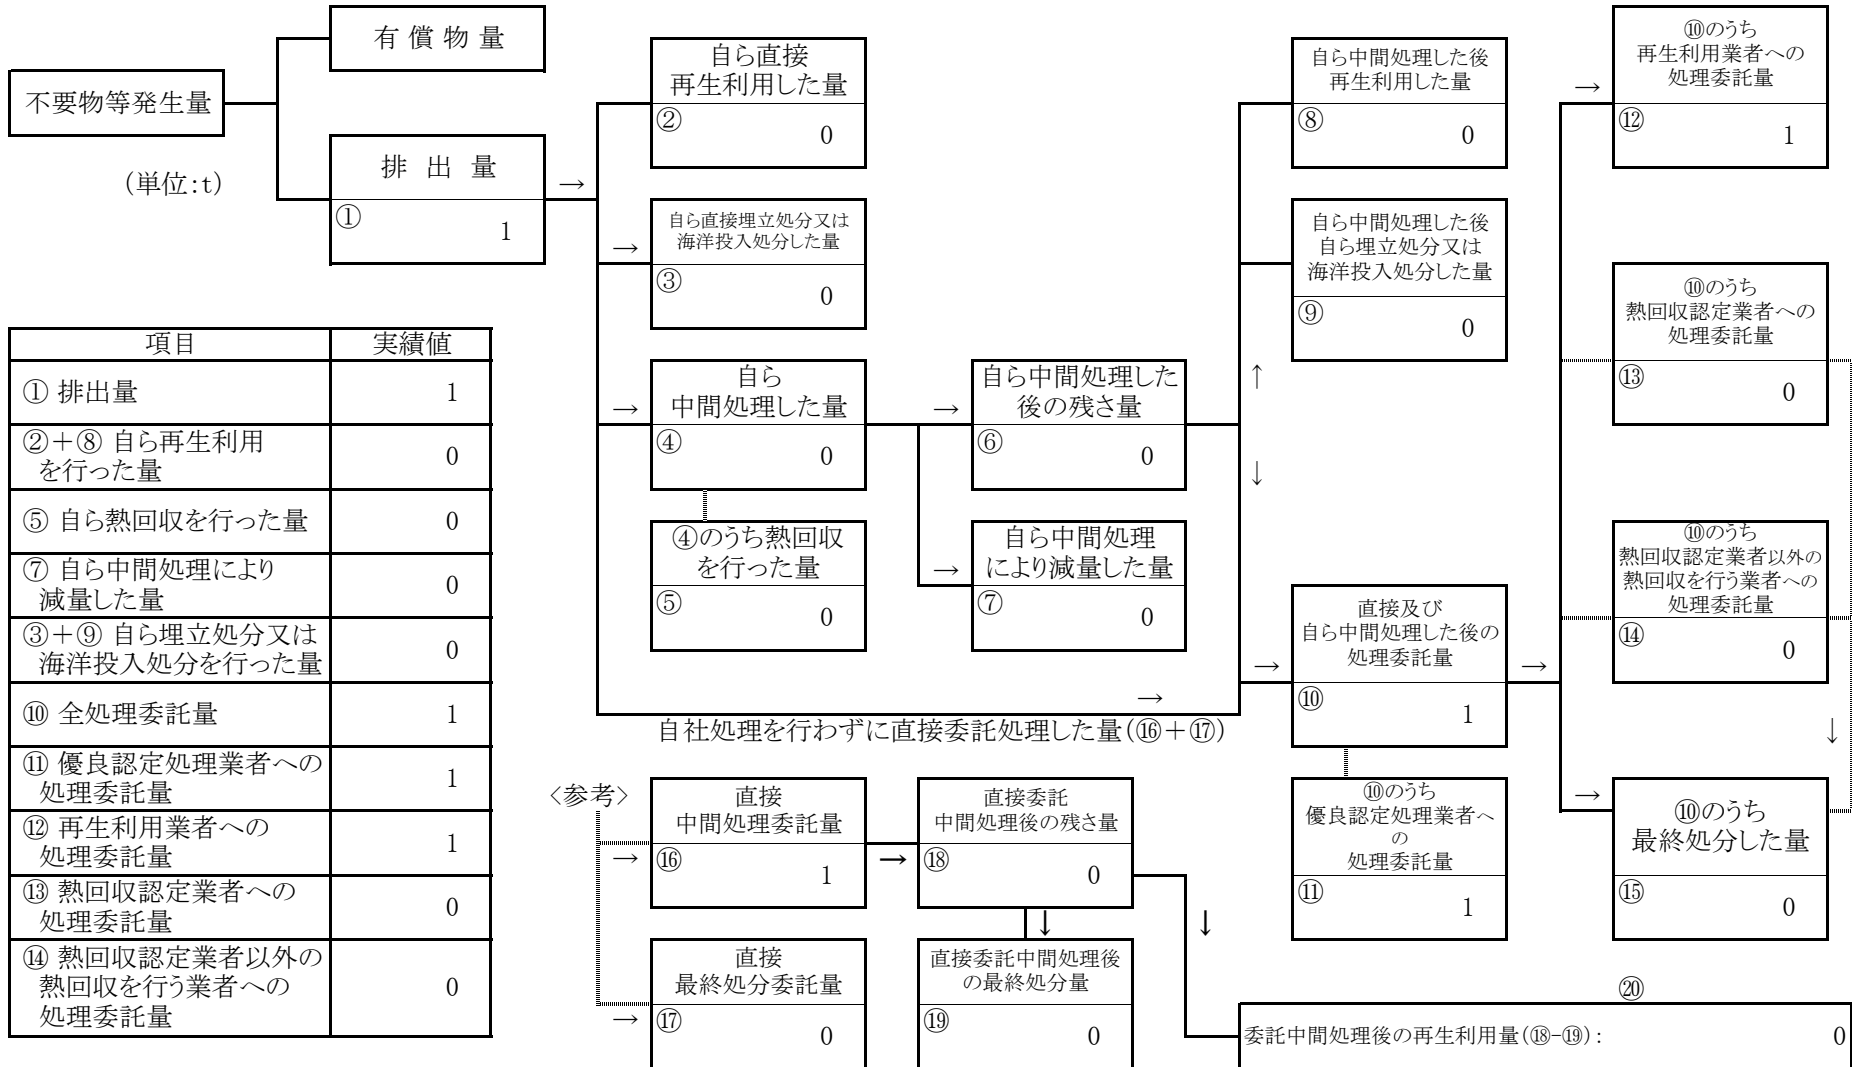 有 償 物 量
不要物等発生量
(単位:t)
排 出 量
①
1
→
自ら直接
再生利用した量
②
0
→
自ら直接埋立処分又は
海洋投入処分した量
③
0
→
自ら
中間処理した量
④
0
④のうち熱回収
を行った量
⑤
0
→
自ら中間処理した
後の残さ量
⑥
0
→
自ら中間処理
により減量した量
⑦
0
↑
↓
自ら中間処理した後
再生利用した量
⑧
0
自ら中間処理した後
自ら埋立処分又は
海洋投入処分した量
⑨
0
→
自社処理を行わずに直接委託処理した量(⑯+⑰)
→
直接及び
自ら中間処理した後の
処理委託量
⑩
1
⑩のうち
優良認定処理業者へ
の
処理委託量
⑪
1
→
→
⑩のうち
再生利用業者への
処理委託量
⑫
1
⑩のうち
熱回収認定業者への
処理委託量
⑬
0
⑩のうち
熱回収認定業者以外の
熱回収を行う業者への
処理委託量
⑭
0
↓
→
⑩のうち
最終処分した量
⑮
0
項目 実績値
① 排出量 1
②+⑧ 自ら再生利用
を行った量 0
⑤ 自ら熱回収を行った量 0
⑦ 自ら中間処理により
減量した量 0
③+⑨ 自ら埋立処分又は
海洋投入処分を行った量 0
⑩ 全処理委託量 1
⑪ 優良認定処理業者への
処理委託量 1
⑫ 再生利用業者への
処理委託量 1
⑬ 熱回収認定業者への
処理委託量 0
⑭ 熱回収認定業者以外の
熱回収を行う業者への
処理委託量 0
<参考>
→
直接
中間処理委託量
⑯
1
→
直接委託
中間処理後の残さ量
⑱
0
↓
↓
→
直接
最終処分委託量
⑰
0
直接委託中間処理後
の最終処分量
⑲
0
⑳
委託中間処理後の再生利用量(⑱-⑲): 0